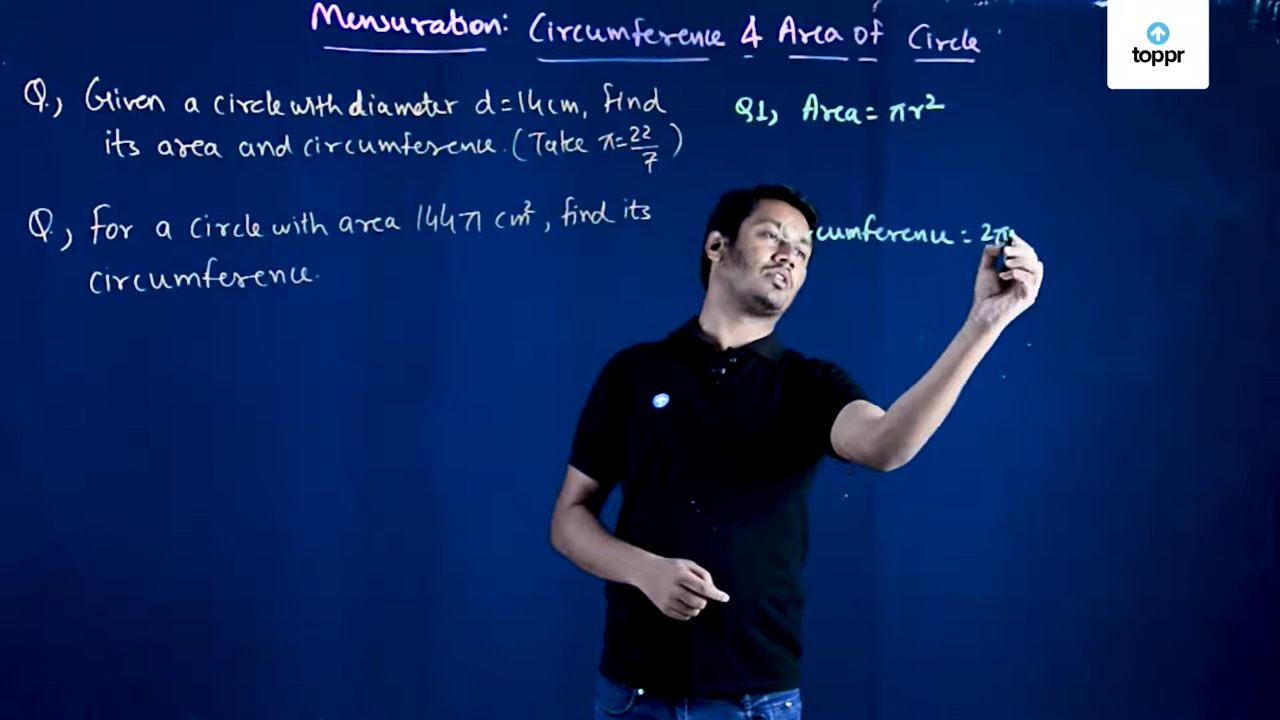 Mensuration: Circumference & Area of Circle
toppr
Q, Given a circle with diameter d=14cm, find
its area and circumference. (Take π=22/7)
Q, For a circle with area 144π cm², find its
circumference.
Q1, Area = πr²
cumference = 2π